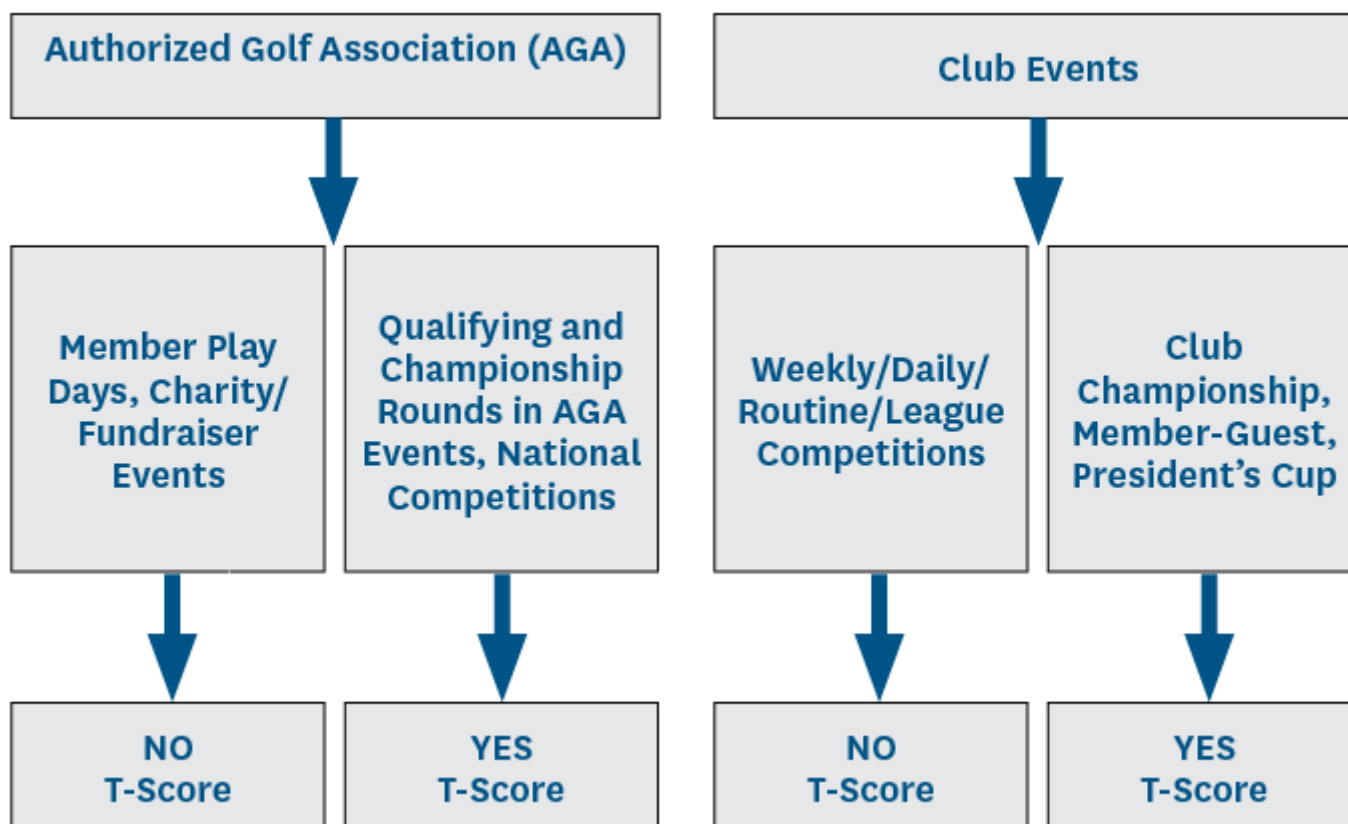 Authorized Golf Association (AGA)
Club Events
Member Play
Days, Charity/
Fundraiser
Events
Qualifying and
Championship
Rounds in AGA
Events, National
Competitions
Weekly/Daily/
Routine/League
Competitions
Club
Championship,
Member-Guest,
President’s Cup
NO
T-Score
YES
T-Score
NO
T-Score
YES
T-Score